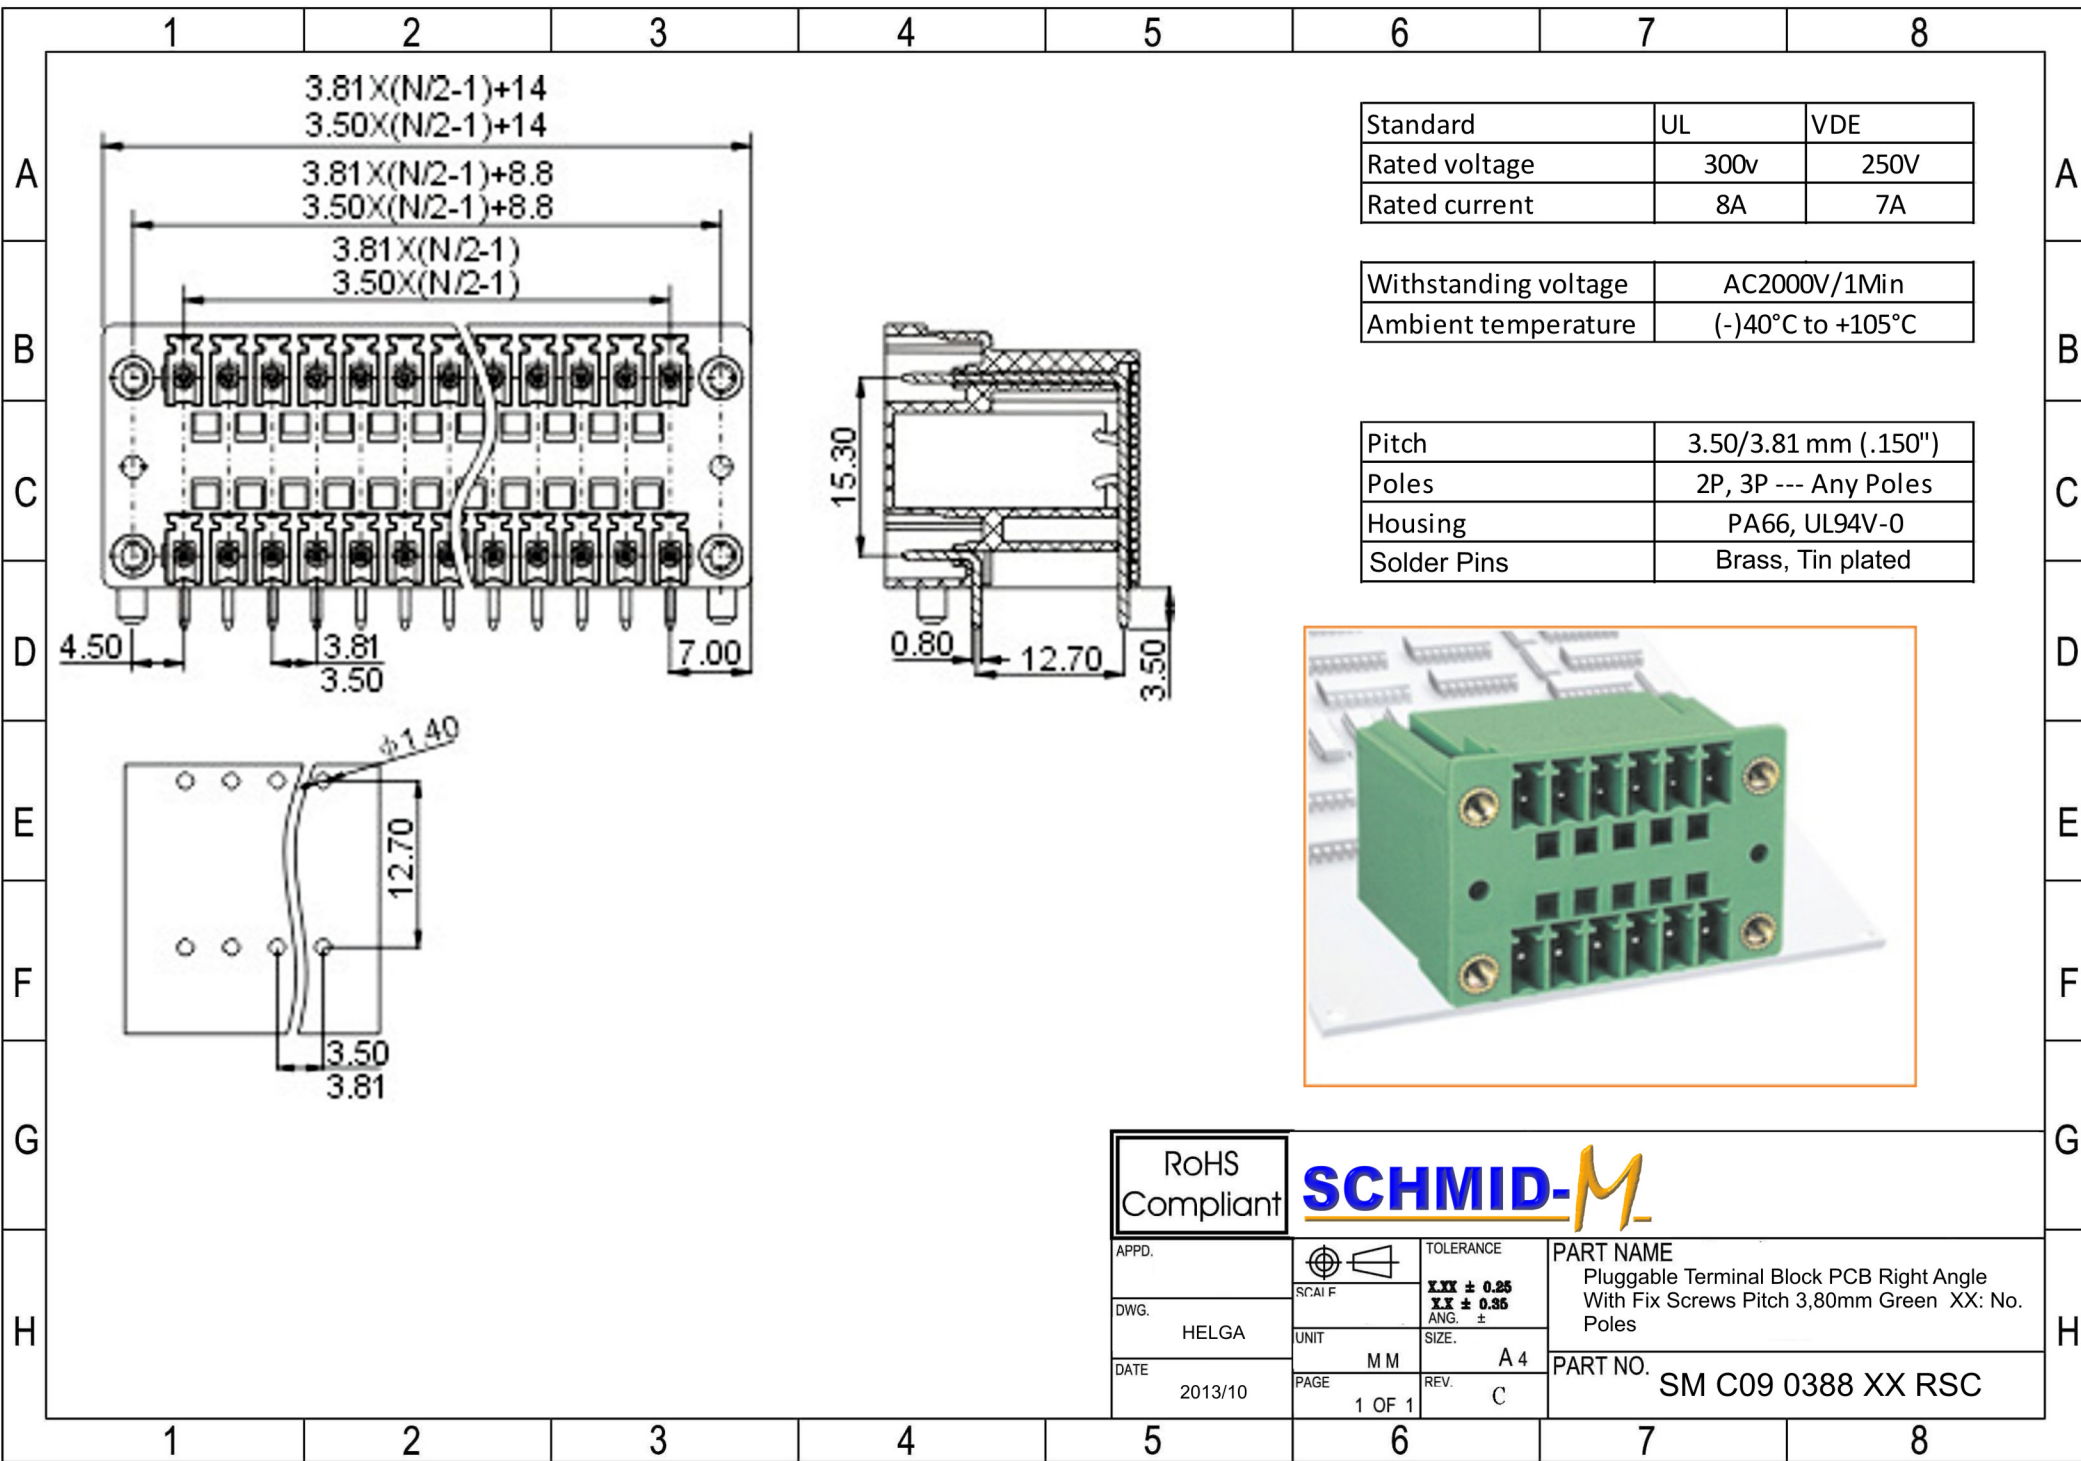 1 2 3 4 5 6 7 8
A
B
C
D
E
F
G
H
3.81X(N/2-1)+14
3.50X(N/2-1)+14
3.81X(N/2-1)+8.8
3.50X(N/2-1)+8.8
3.81X(N/2-1)
3.50X(N/2-1)
4.50
3.81
3.50
7.00
15.30
0.80
12.70
3.50
ϕ1.40
12.70
3.50
3.81
Standard UL VDE
Rated voltage 300v 250V
Rated current 8A 7A
Withstanding voltage AC2000V/1Min
Ambient temperature (-)40°C to +105°C
Pitch 3.50/3.81 mm (.150")
Poles 2P, 3P --- Any Poles
Housing PA66, UL94V-0
Solder Pins Brass, Tin plated
RoHS
Compliant
SCHMID-M
APPD.
DWG.
HELGA
DATE
2013/10
SCALE
UNIT
MM
PAGE
1 OF 1
TOLERANCE
X.XX ± 0.25
X.X ± 0.35
ANG. ±
SIZE.
A4
REV.
C
PART NAME
Pluggable Terminal Block PCB Right Angle
With Fix Screws Pitch 3,80mm Green XX: No.
Poles
PART NO.
SM C09 0388 XX RSC
A
B
C
D
E
F
G
H
1 2 3 4 5 6 7 8